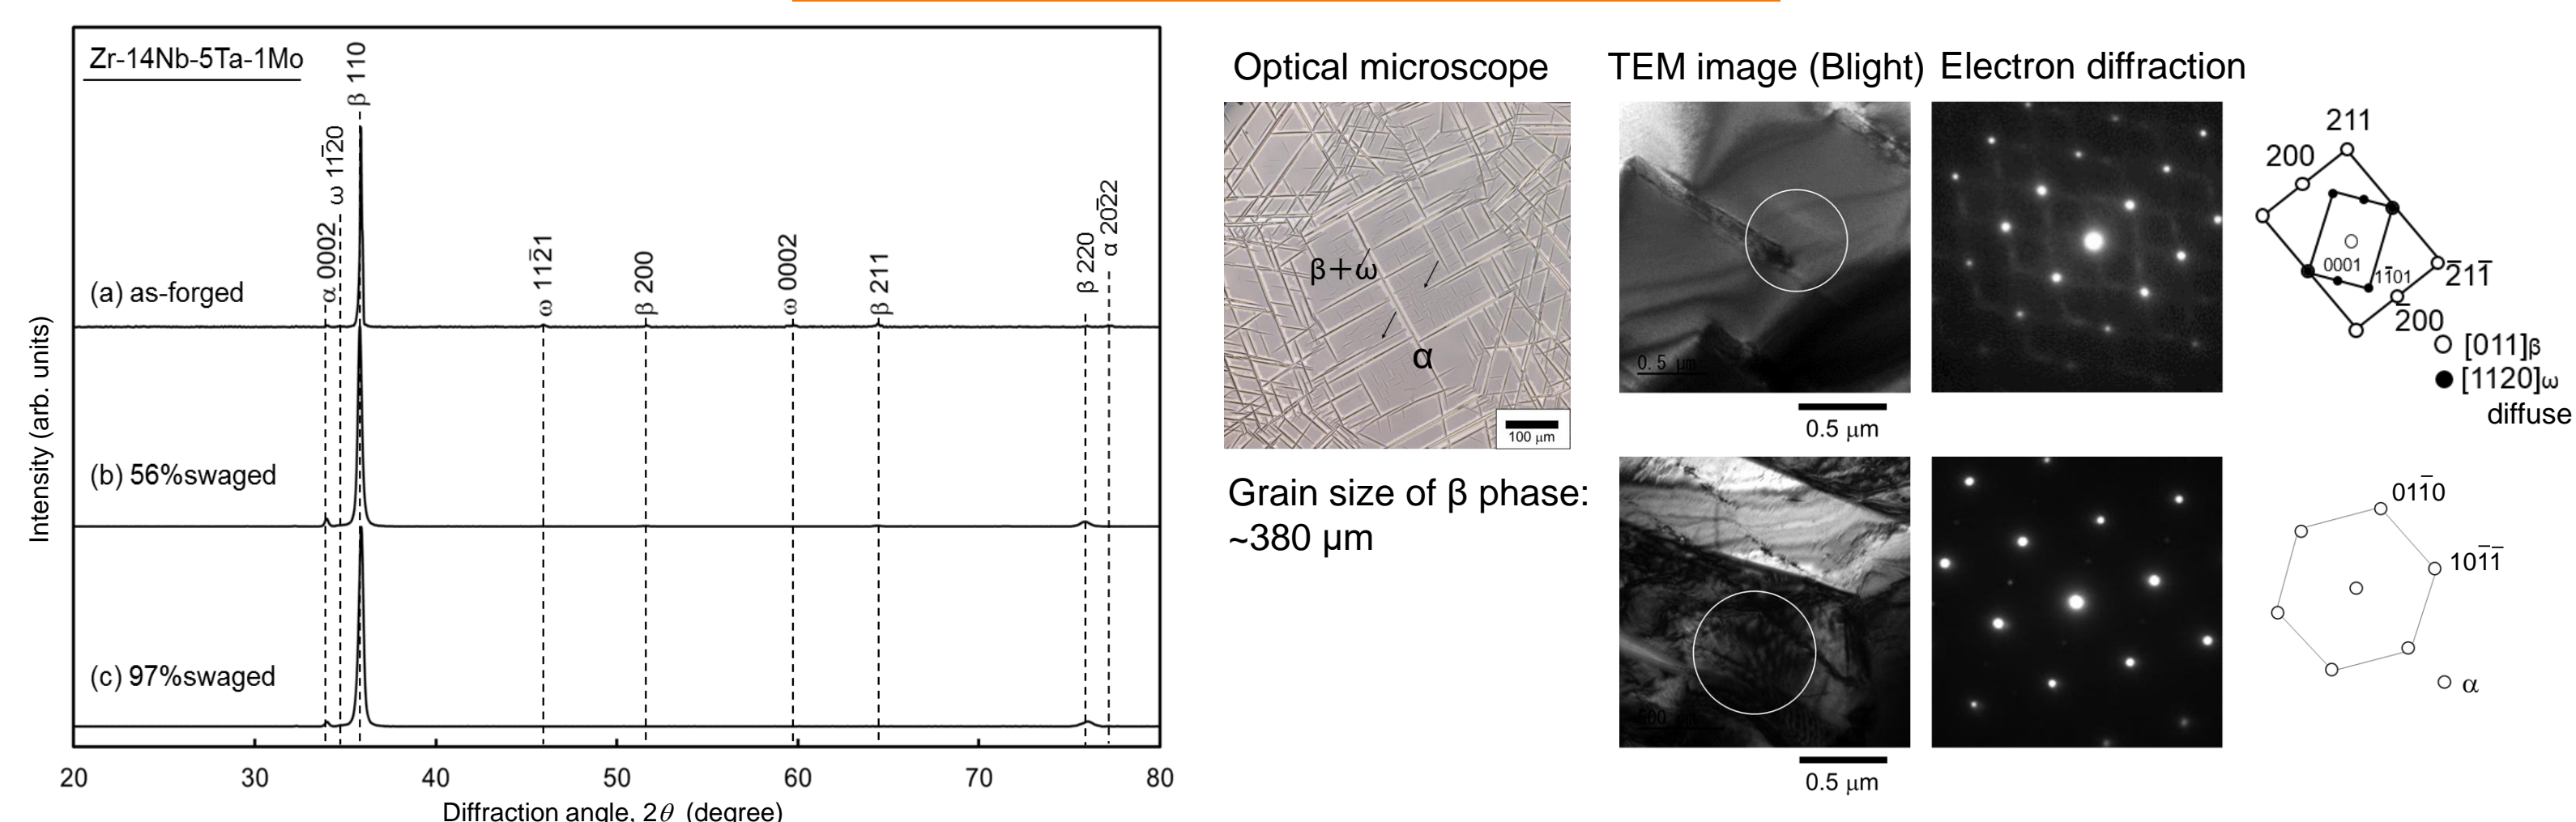 Zr-14Nb-5Ta-1Mo
α 0002
ω 112̅0
β 110
ω 112̅1
β 200
ω 0002
β 211
β 220
α 202̅2
(a) as-forged
(b) 56%swaged
(c) 97%swaged
Intensity (arb. units)
20 30 40 50 60 70 80
Diffraction angle, 2θ (degree)
Optical microscope
β+ω
α
100 μm
Grain size of β phase:
~380 μm
TEM image (Blight)
0.5 μm
0.5 μm
0.5 μm
Electron diffraction
211
200
0001
11̅01
2̅11̅
2̅00
[011]β
[1120]ω
diffuse
011̅0
101̅1̅
α